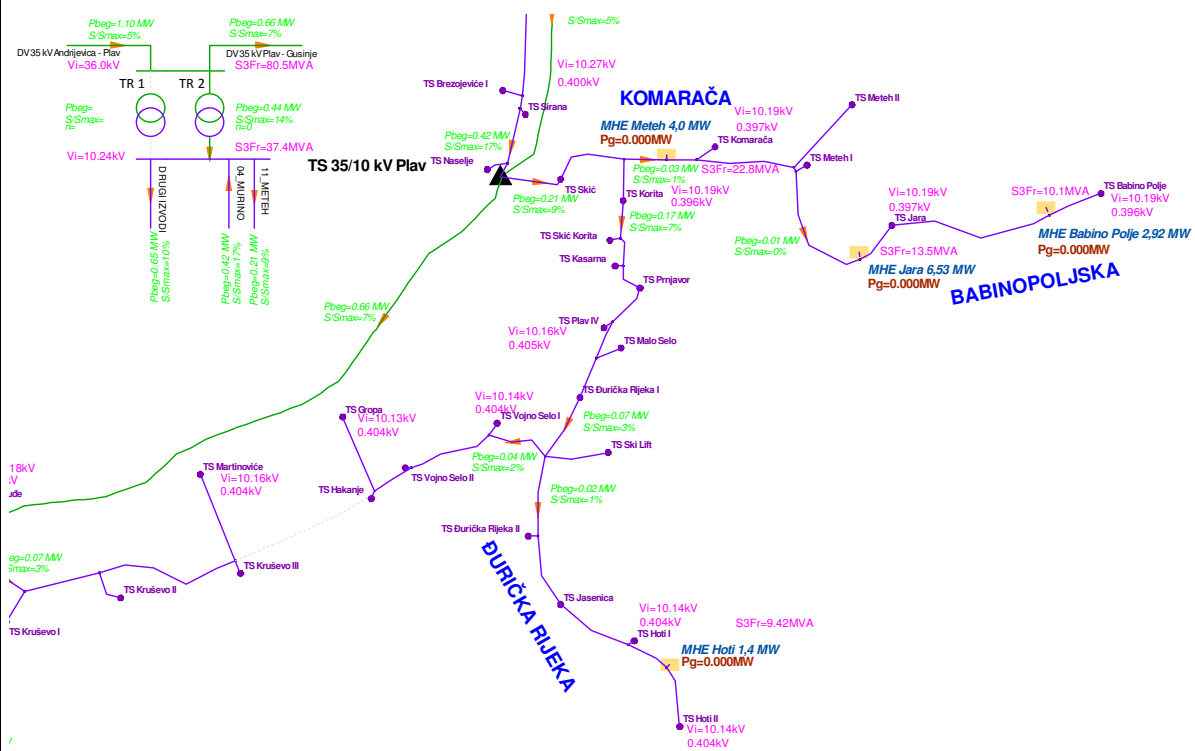 Pbeg=1.10 MW
S/Smax=5%
DV 35 kV Andrijevica - Plav
Vi=36.0kV
Pbeg=0.66 MW
S/Smax=7%
DV 35 kV Plav - Gusinje
S3Fr=80.5MVA
TR 1
TR 2
Pbeg=
S/Smax=
n=
Pbeg=0.44 MW
S/Smax=14%
n=0
Vi=10.24kV
S3Fr=37.4MVA
DRUGI IZVODI
04_MURINO
11_METEH
Pbeg=0.65 MW
S/Smax=10%
Pbeg=0.42 MW
S/Smax=17%
Pbeg=0.21 MW
S/Smax=9%
S/Smax=5%
Vi=10.27kV
0.400kV
TS Brezojeviće I
TS Sirana
Pbeg=0.42 MW
S/Smax=17%
TS Naselje
TS 35/10 kV Plav
Pbeg=0.21 MW
S/Smax=9%
TS Skić
KOMARAČA
MHE Meteh 4,0 MW
Pg=0.000MW
Vi=10.19kV
0.397kV
TS Komarača
Pbeg=0.03 MW
S/Smax=1%
S3Fr=22.8MVA
TS Meteh II
TS Meteh I
TS Korita
Vi=10.19kV
0.396kV
Pbeg=0.17 MW
S/Smax=7%
TS Skić Korita
TS Kasarna
TS Prnjavor
Pbeg=0.01 MW
S/Smax=0%
Vi=10.19kV
0.397kV
TS Jara
S3Fr=13.5MVA
MHE Jara 6,53 MW
Pg=0.000MW
S3Fr=10.1MVA
TS Babino Polje
Vi=10.19kV
0.396kV
MHE Babino Polje 2,92 MW
Pg=0.000MW
BABINOPOLJSKA
Pbeg=0.66 MW
S/Smax=7%
TS Plav IV
Vi=10.16kV
0.405kV
TS Malo Selo
TS Đurička Rijeka I
Pbeg=0.07 MW
S/Smax=3%
Vi=10.14kV
0.404kV
TS Vojno Selo I
TS Gropa
Vi=10.13kV
0.404kV
Pbeg=0.04 MW
S/Smax=2%
TS Ski Lift
TS Vojno Selo II
TS Hakanje
TS Martinoviće
Vi=10.16kV
0.404kV
18kV
Pbeg=0.02 MW
S/Smax=1%
TS Đurička Rijeka II
ĐURIČKA RIJEKA
eg=0.07 MW
Smax=3%
TS Kruševo III
TS Kruševo II
TS Kruševo I
TS Jasenica
Vi=10.14kV
0.404kV
TS Hoti I
S3Fr=9.42MVA
MHE Hoti 1,4 MW
Pg=0.000MW
TS Hoti II
Vi=10.14kV
0.404kV